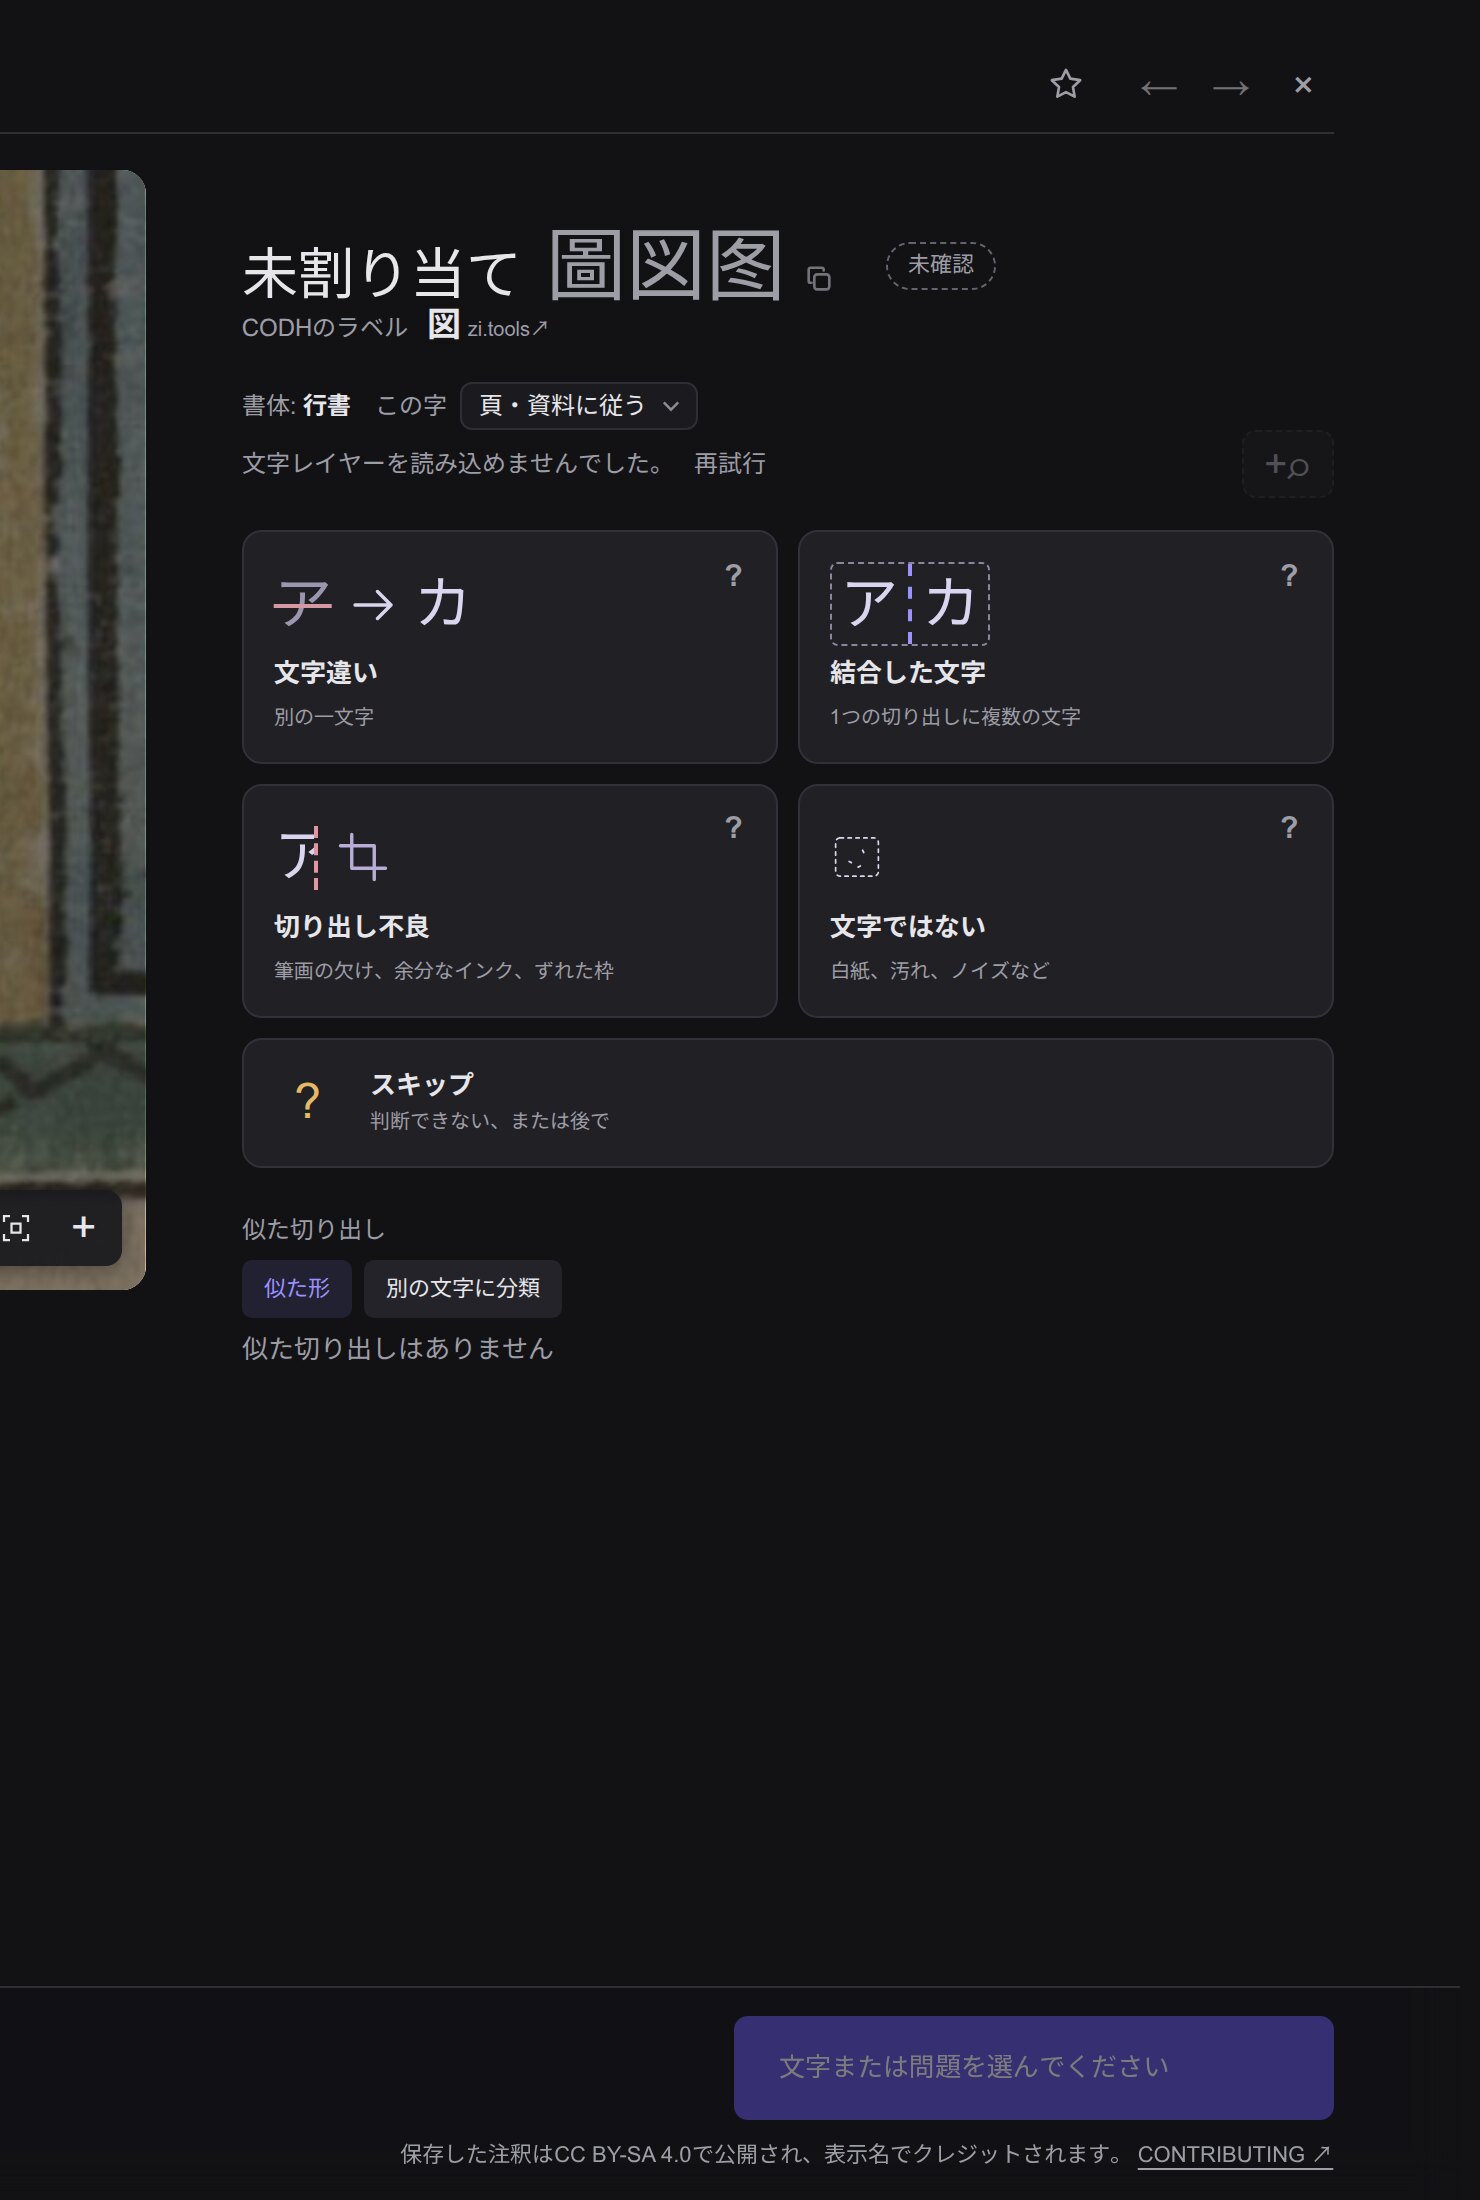 未割り当て 圖図图 未確認
CODHのラベル 図 zi.tools↗
書体: 行書 この字 頁・資料に従う
文字レイヤーを読み込めませんでした。 再試行
ア → カ ?
文字違い
別の一文字
ア カ ?
結合した文字
1つの切り出しに複数の文字
ア ?
切り出し不良
筆画の欠け、余分なインク、ずれた枠
?
文字ではない
白紙、汚れ、ノイズなど
? スキップ
判断できない、または後で
似た切り出し
似た形 別の文字に分類
似た切り出しはありません
文字または問題を選んでください
保存した注釈はCC BY-SA 4.0で公開され、表示名でクレジットされます。 CONTRIBUTING ↗